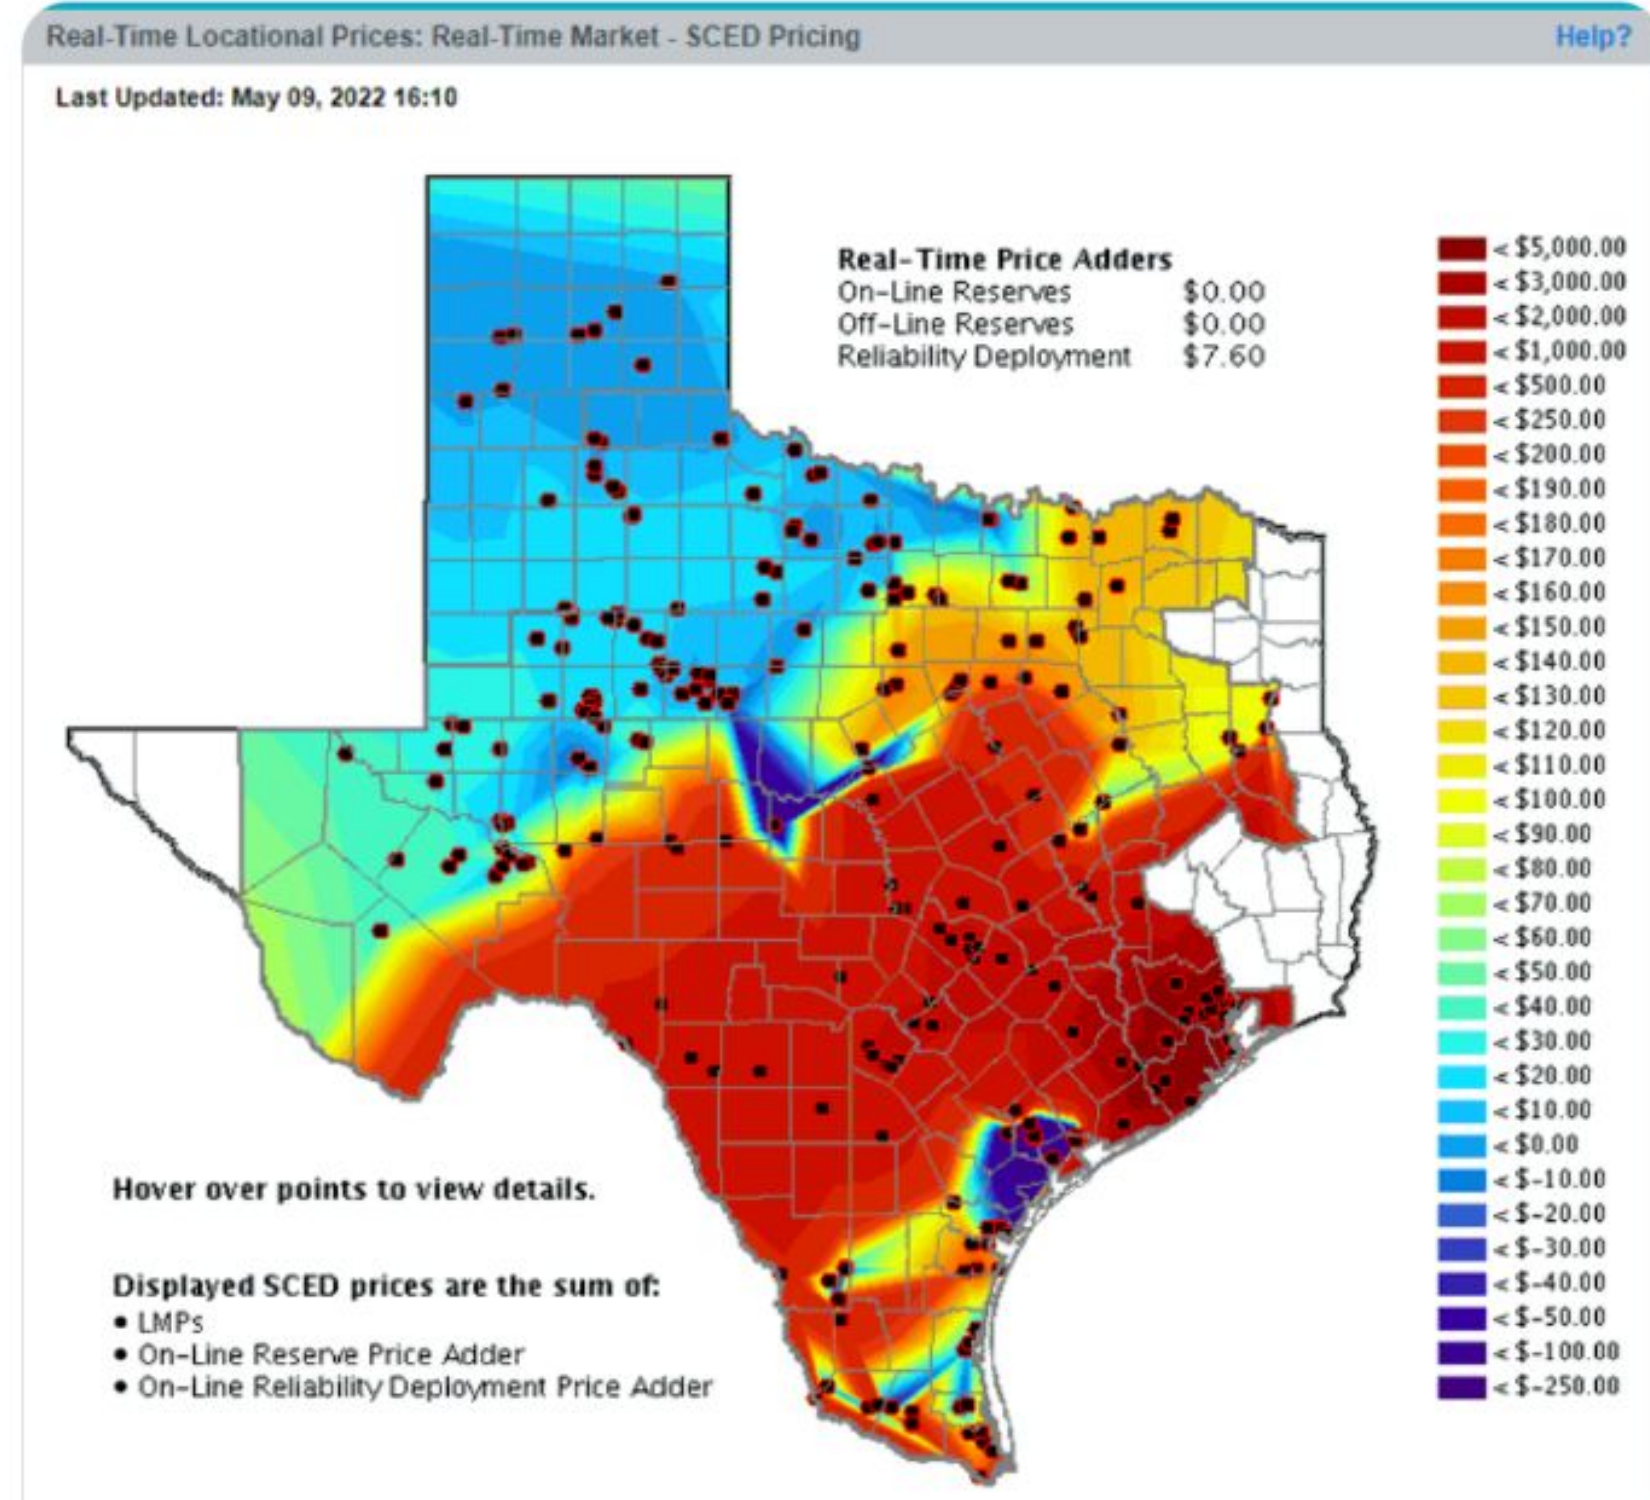 Real-Time Locational Prices: Real-Time Market - SCED Pricing
Help?
Last Updated: May 09, 2022 16:10
Real-Time Price Adders
On-Line Reserves $0.00
Off-Line Reserves $0.00
Reliability Deployment $7.60
< $5,000.00
< $3,000.00
< $2,000.00
< $1,000.00
< $500.00
< $250.00
< $200.00
< $190.00
< $180.00
< $170.00
< $160.00
< $150.00
< $140.00
< $130.00
< $120.00
< $110.00
< $100.00
< $90.00
< $80.00
< $70.00
< $60.00
< $50.00
< $40.00
< $30.00
< $20.00
< $10.00
< $0.00
< $-10.00
< $-20.00
< $-30.00
< $-40.00
< $-50.00
< $-100.00
< $-250.00
Hover over points to view details.
Displayed SCED prices are the sum of:
• LMPs
• On-Line Reserve Price Adder
• On-Line Reliability Deployment Price Adder